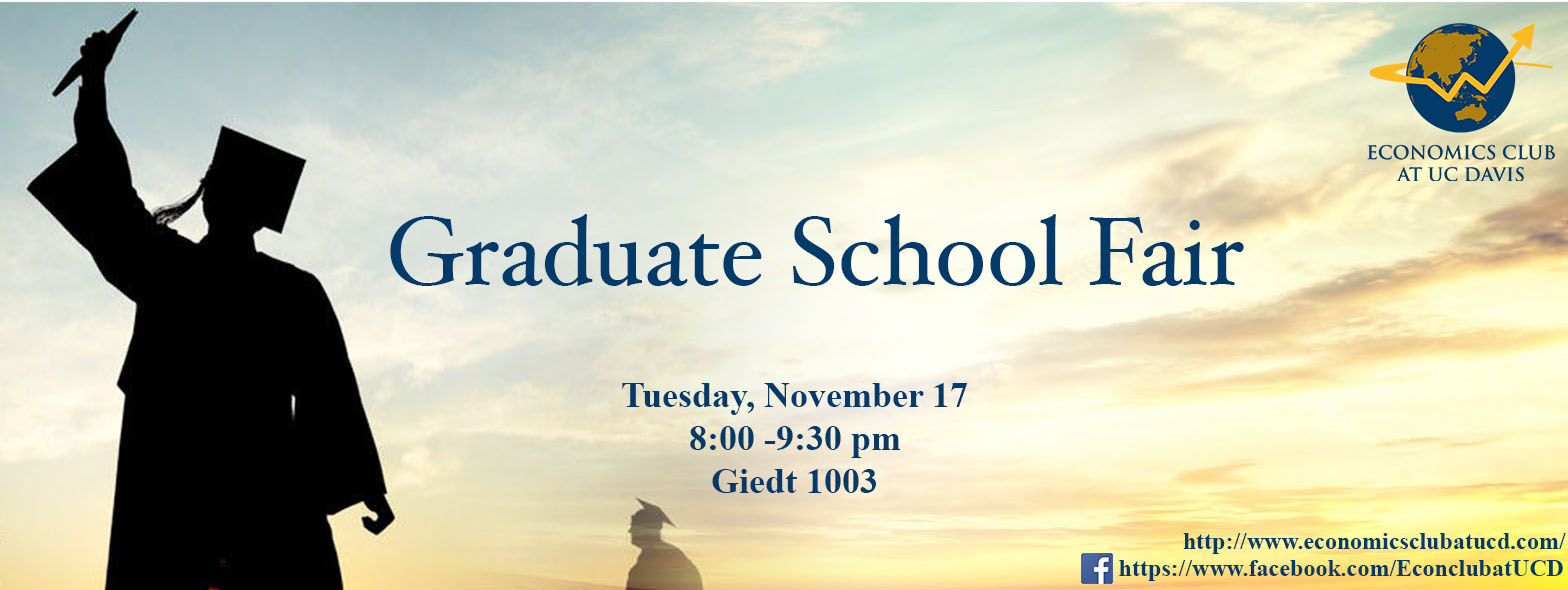 ECONOMICS CLUB
AT UC DAVIS
Graduate School Fair
Tuesday, November 17
8:00 -9:30 pm
Giedt 1003
http://www.economicsclubatucd.com/
f https://www.facebook.com/EconclubatUCD